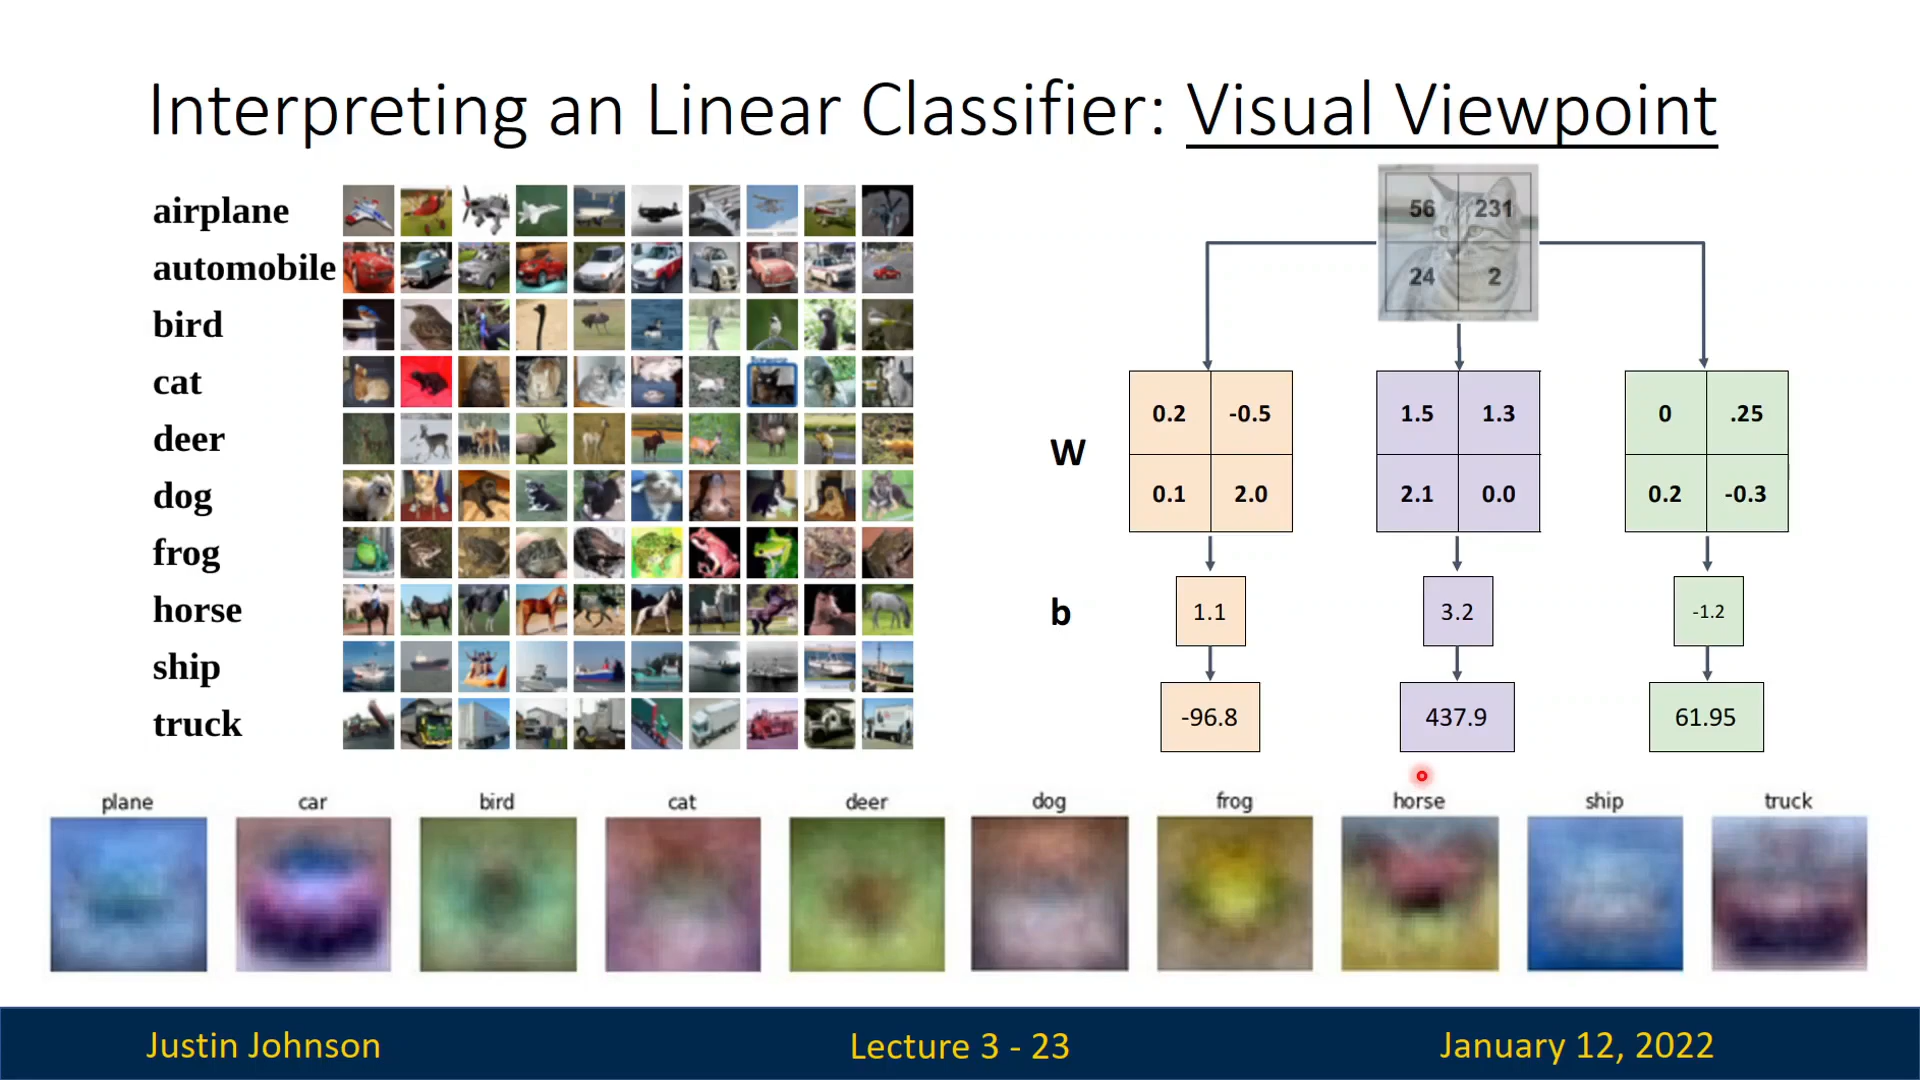 Interpreting an Linear Classifier: Visual Viewpoint
airplane
automobile
bird
cat
deer
dog
frog
horse
ship
truck
56 231
24 2
W
0.2 -0.5
0.1 2.0
1.5 1.3
2.1 0.0
0 .25
0.2 -0.3
b
1.1 3.2 -1.2
-96.8 437.9 61.95
plane car bird cat deer dog frog horse ship truck
Justin Johnson Lecture 3 - 23 January 12, 2022